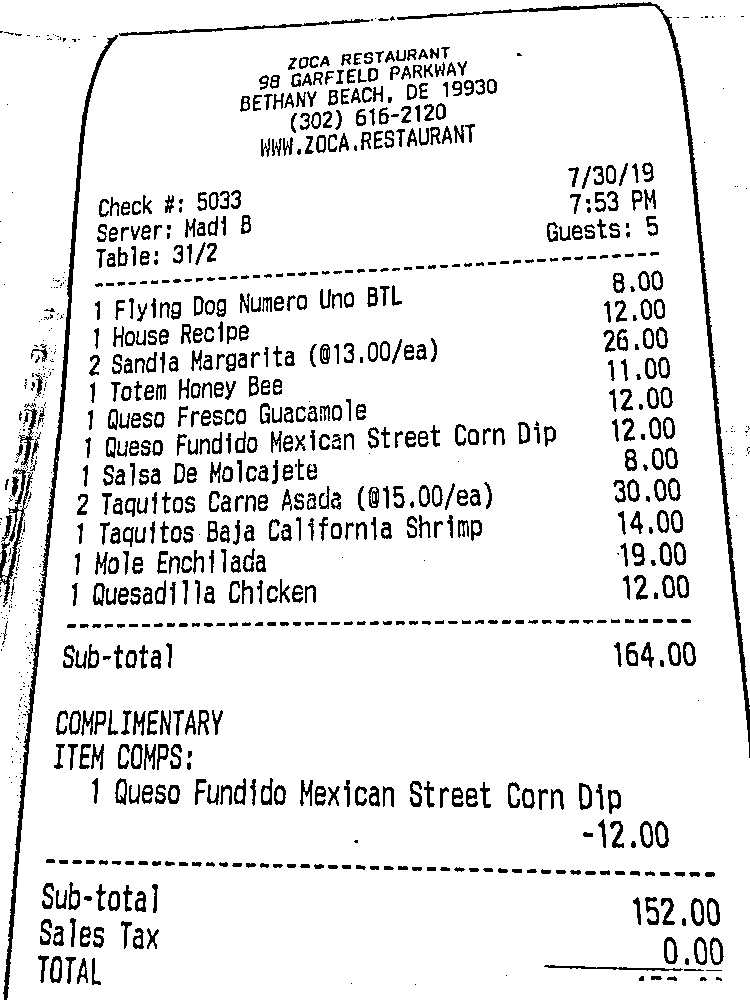 ZOCA RESTAURANT
98 GARFIELD PARKWAY
BETHANY BEACH, DE 19930
(302) 616-2120
WWW.ZOCA.RESTAURANT
7/30/19
Check #: 5033 7:53 PM
Server: Madi B Guests: 5
Table: 31/2
1 Flying Dog Numero Uno BTL 8.00
1 House Recipe 12.00
2 Sandia Margarita (@13.00/ea) 26.00
1 Totem Honey Bee 11.00
1 Queso Fresco Guacamole 12.00
1 Queso Fundido Mexican Street Corn Dip 12.00
1 Salsa De Molcajete 8.00
2 Taquitos Carne Asada (@15.00/ea) 30.00
1 Taquitos Baja California Shrimp 14.00
1 Mole Enchilada 19.00
1 Quesadilla Chicken 12.00
Sub-total 164.00
COMPLIMENTARY
ITEM COMPS:
1 Queso Fundido Mexican Street Corn Dip
-12.00
Sub-total 152.00
Sales Tax 0.00
TOTAL